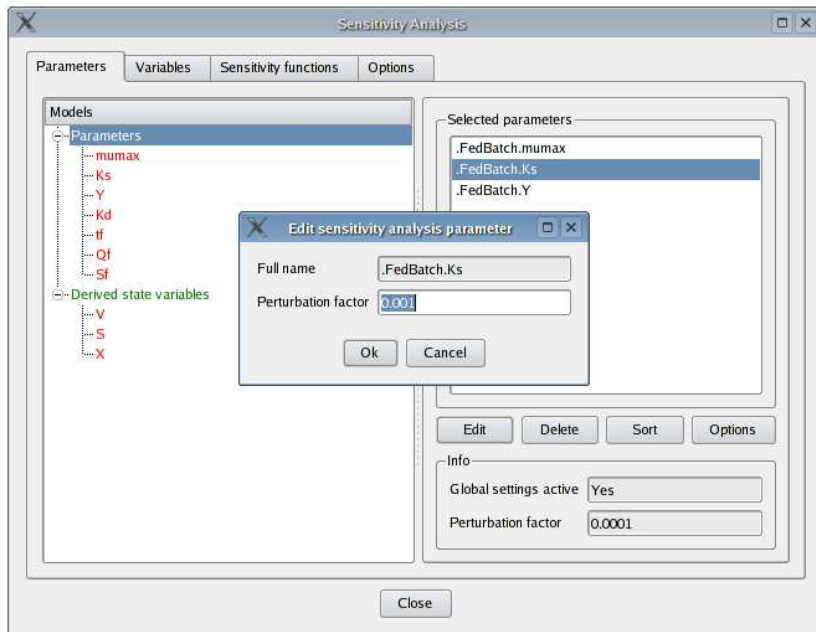 Sensitivity Analysis
Parameters Variables Sensitivity functions Options
Models
Parameters
mumax
Ks
Y
Kd
tf
Qf
Sf
Derived state variables
V
S
X
Selected parameters
.FedBatch.mumax
.FedBatch.Ks
.FedBatch.Y
Edit sensitivity analysis parameter
Full name .FedBatch.Ks
Perturbation factor 0.001
Ok Cancel
Edit Delete Sort Options
Info
Global settings active Yes
Perturbation factor 0.0001
Close